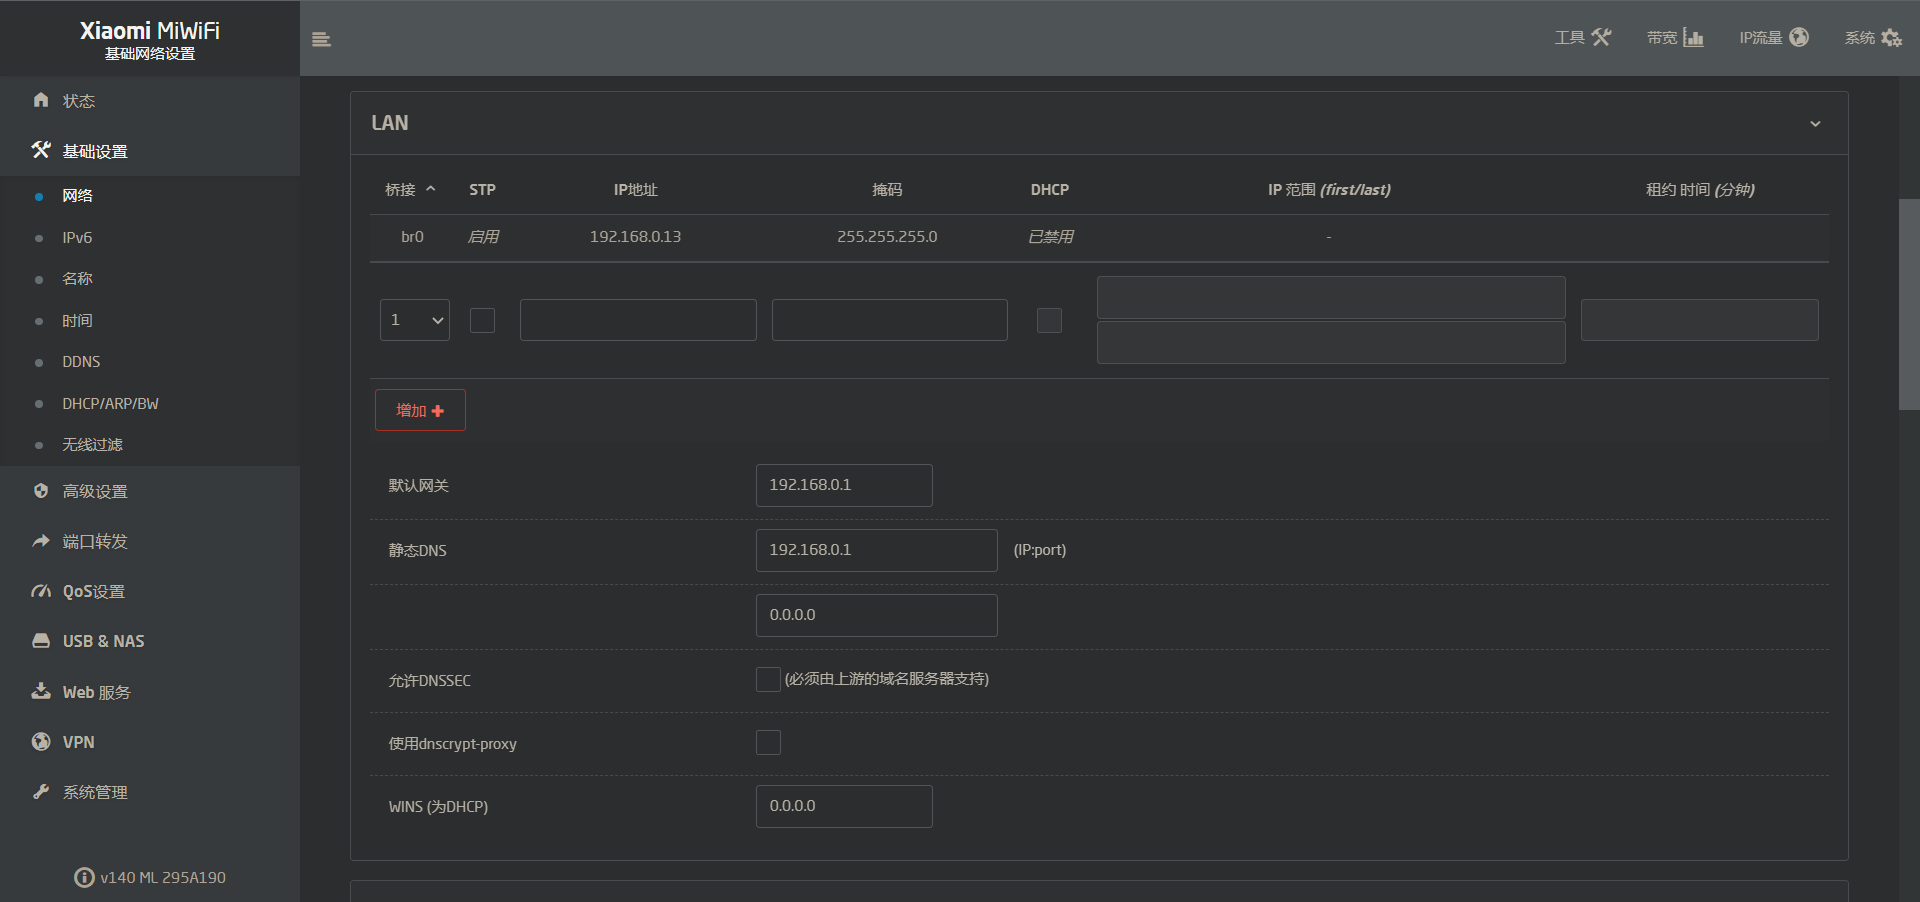 Xiaomi MiWiFi
基础网络设置
工具
带宽
IP流量
系统
状态
基础设置
网络
IPv6
名称
时间
DDNS
DHCP/ARP/BW
无线过滤
高级设置
端口转发
QoS设置
USB & NAS
Web 服务
VPN
系统管理
v140 ML 295A190
LAN
桥接 STP IP地址 掩码 DHCP IP 范围 (first/last) 租约 时间 (分钟)
br0 启用 192.168.0.13 255.255.255.0 已禁用 -
1
增加
默认网关 192.168.0.1
静态DNS 192.168.0.1 (IP:port)
0.0.0.0
允许DNSSEC (必须由上游的域名服务器支持)
使用dnscrypt-proxy
WINS (为DHCP) 0.0.0.0